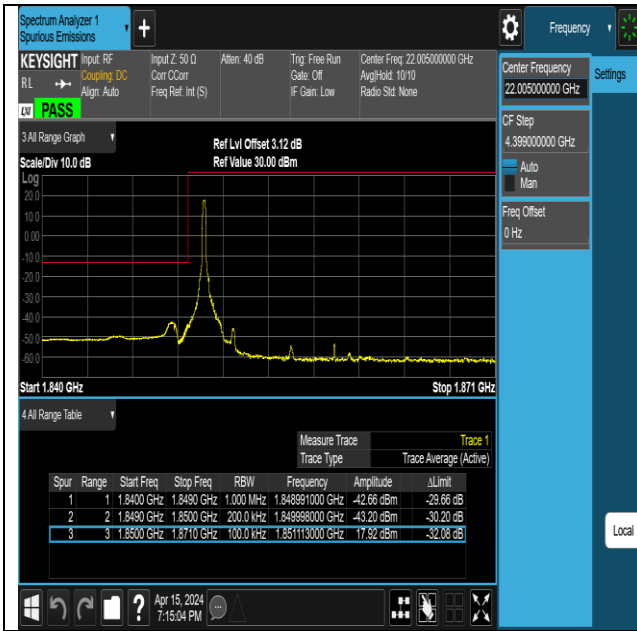 Spectrum Analyzer 1
Spurious Emissions
+
Frequency
KEYSIGHT
RL
LXI
PASS
Input: RF
Coupling: DC
Align: Auto
Input Z: 50 Ω
Corr CCorr
Freq Ref: Int (S)
Atten: 40 dB
Trig: Free Run
Gate: Off
IF Gain: Low
Center Freq: 22.005000000 GHz
Avg|Hold: 10/10
Radio Std: None
Center Frequency
22.005000000 GHz
Settings
CF Step
4.399000000 GHz
Auto
Man
Freq Offset
0 Hz
3 All Range Graph
Ref Lvl Offset 3.12 dB
Scale/Div 10.0 dB
Ref Value 30.00 dBm
Log
20.0
10.0
0.00
-10.0
-20.0
-30.0
-40.0
-50.0
-60.0
Start 1.840 GHz
Stop 1.871 GHz
4 All Range Table
Measure Trace Trace 1
Trace Type Trace Average (Active)
Spur Range Start Freq Stop Freq RBW Frequency Amplitude ΔLimit
1 1 1.8400 GHz 1.8490 GHz 1.000 MHz 1.848991000 GHz -42.66 dBm -29.66 dB
2 2 1.8490 GHz 1.8500 GHz 200.0 kHz 1.849998000 GHz -43.20 dBm -30.20 dB
3 3 1.8500 GHz 1.8710 GHz 100.0 kHz 1.851113000 GHz 17.92 dBm -32.08 dB
Local
?
Apr 15, 2024
7:15:04 PM